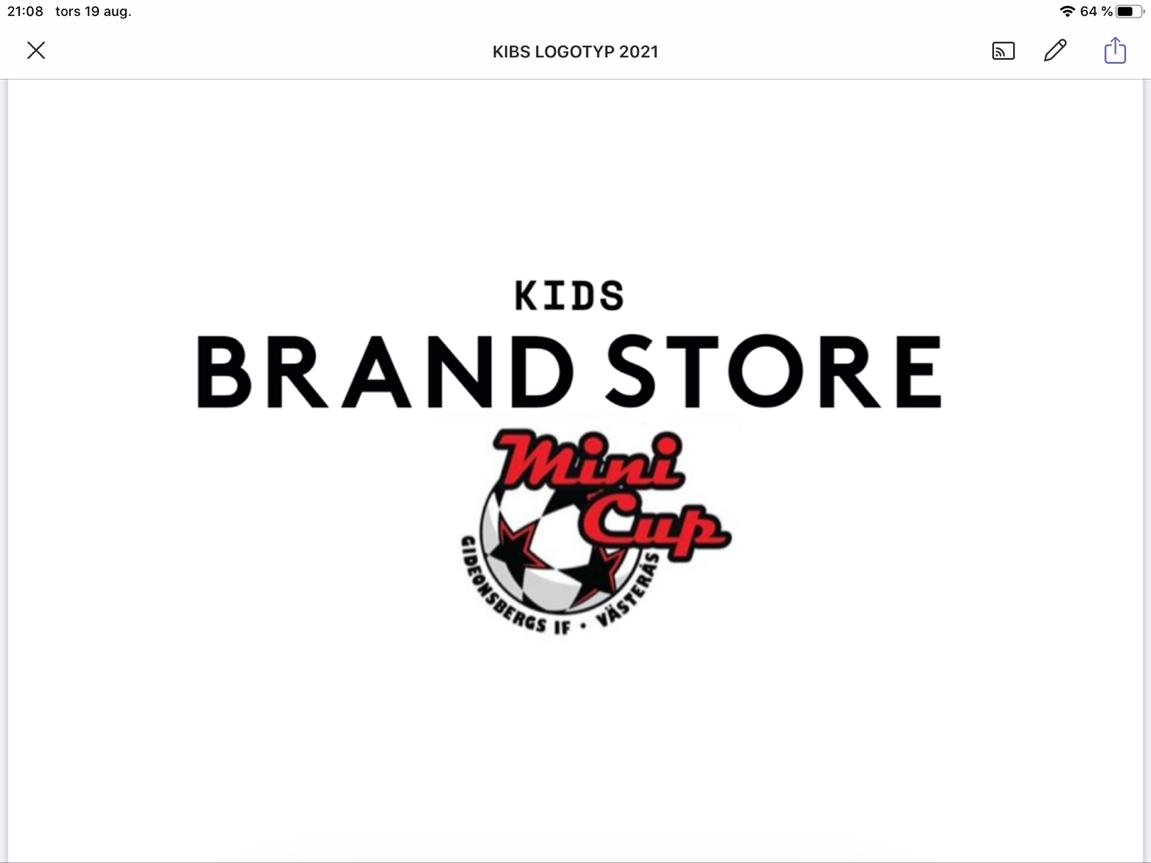 21:08 tors 19 aug. 64 %
KIBS LOGOTYP 2021
KIDS
BRAND STORE
Mini
Cup
GIDEONSBERGS IF • VÄSTERÅS